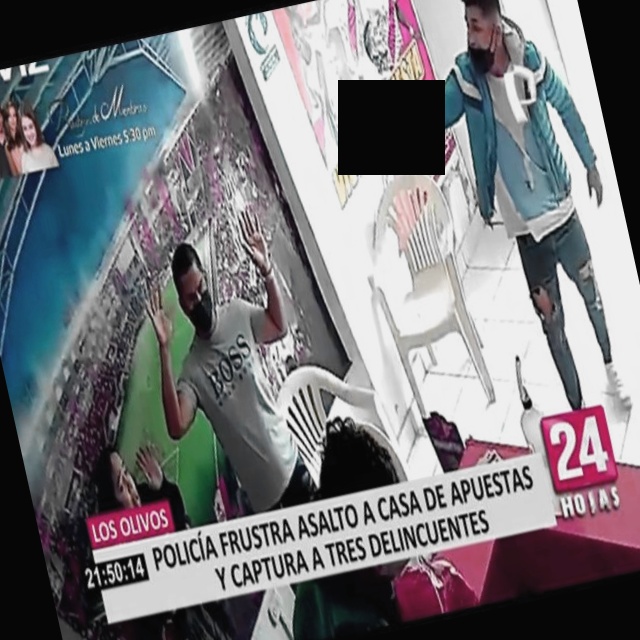 Lunes a Viernes 5:30 pm
BOSS
LOS OLIVOS
21:50:14
POLICÍA FRUSTRA ASALTO A CASA DE APUESTAS
Y CAPTURA A TRES DELINCUENTES
24
HORAS